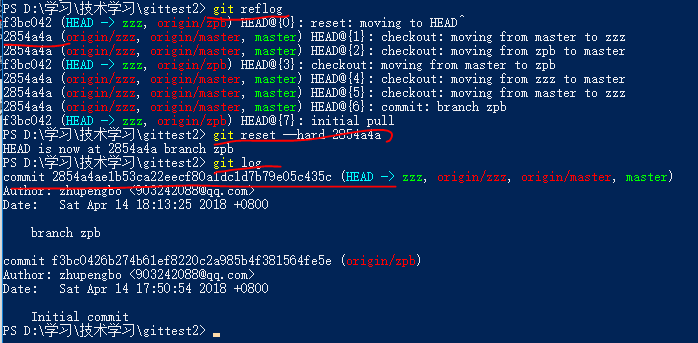 PS D:\学习\技术学习\gittest2> git reflog
f3bc042 (HEAD -> zzz, origin/zpb) HEAD@{0}: reset: moving to HEAD^
2854a4a (origin/zzz, origin/master, master) HEAD@{1}: checkout: moving from master to zzz
2854a4a (origin/zzz, origin/master, master) HEAD@{2}: checkout: moving from zpb to master
f3bc042 (HEAD -> zzz, origin/zpb) HEAD@{3}: checkout: moving from master to zpb
2854a4a (origin/zzz, origin/master, master) HEAD@{4}: checkout: moving from zzz to master
2854a4a (origin/zzz, origin/master, master) HEAD@{5}: checkout: moving from master to zzz
2854a4a (origin/zzz, origin/master, master) HEAD@{6}: commit: branch zpb
f3bc042 (HEAD -> zzz, origin/zpb) HEAD@{7}: initial pull
PS D:\学习\技术学习\gittest2> git reset --hard 2854a4a
HEAD is now at 2854a4a branch zpb
PS D:\学习\技术学习\gittest2> git log
commit 2854a4ae1b53ca22eecf80a1dc1d7b79e05c435c (HEAD -> zzz, origin/zzz, origin/master, master)
Author: zhupengbo <903242088@qq.com>
Date: Sat Apr 14 18:13:25 2018 +0800
branch zpb
commit f3bc0426b274b61ef8220c2a985b4f381564fe5e (origin/zpb)
Author: zhupengbo <903242088@qq.com>
Date: Sat Apr 14 17:50:54 2018 +0800
Initial commit
PS D:\学习\技术学习\gittest2>